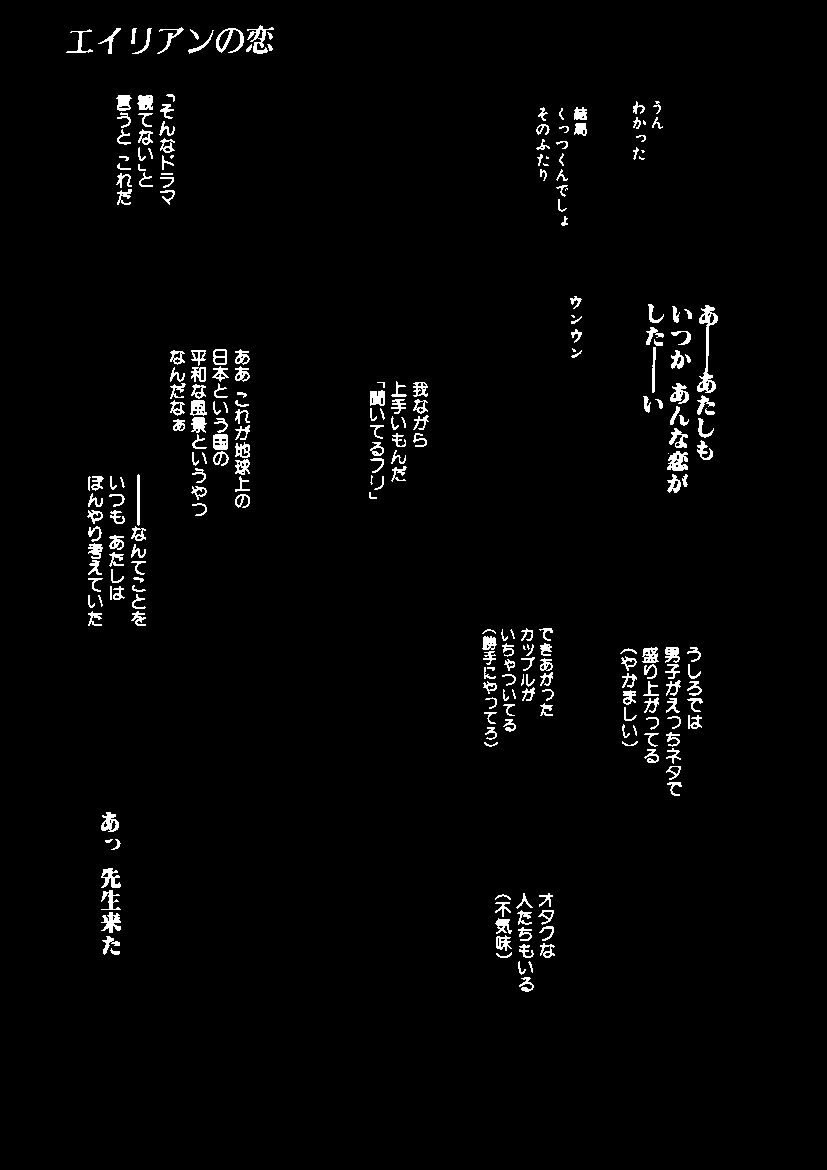 エイリアンの恋
うん
わかった
結局
くっつくんでしょ
そのふたり
「そんなドラマ
観てない」と
言うと これだ
あ――あたしも
いつか あんな恋が
した――い
ウンウン
我ながら
上手いもんだ
「聞いてるフリ」
ああ これが地球上の
日本という国の
平和な風景というやつ
なんだなぁ
――なんてことを
いつも あたしは
ぼんやり考えていた
うしろでは
男子がえっちネタで
盛り上がってる
(やかましい)
できあがった
カップルが
いちゃついてる
(勝手にやってろ)
オタクな
人たちもいる
(不気味)
あっ 先生来た